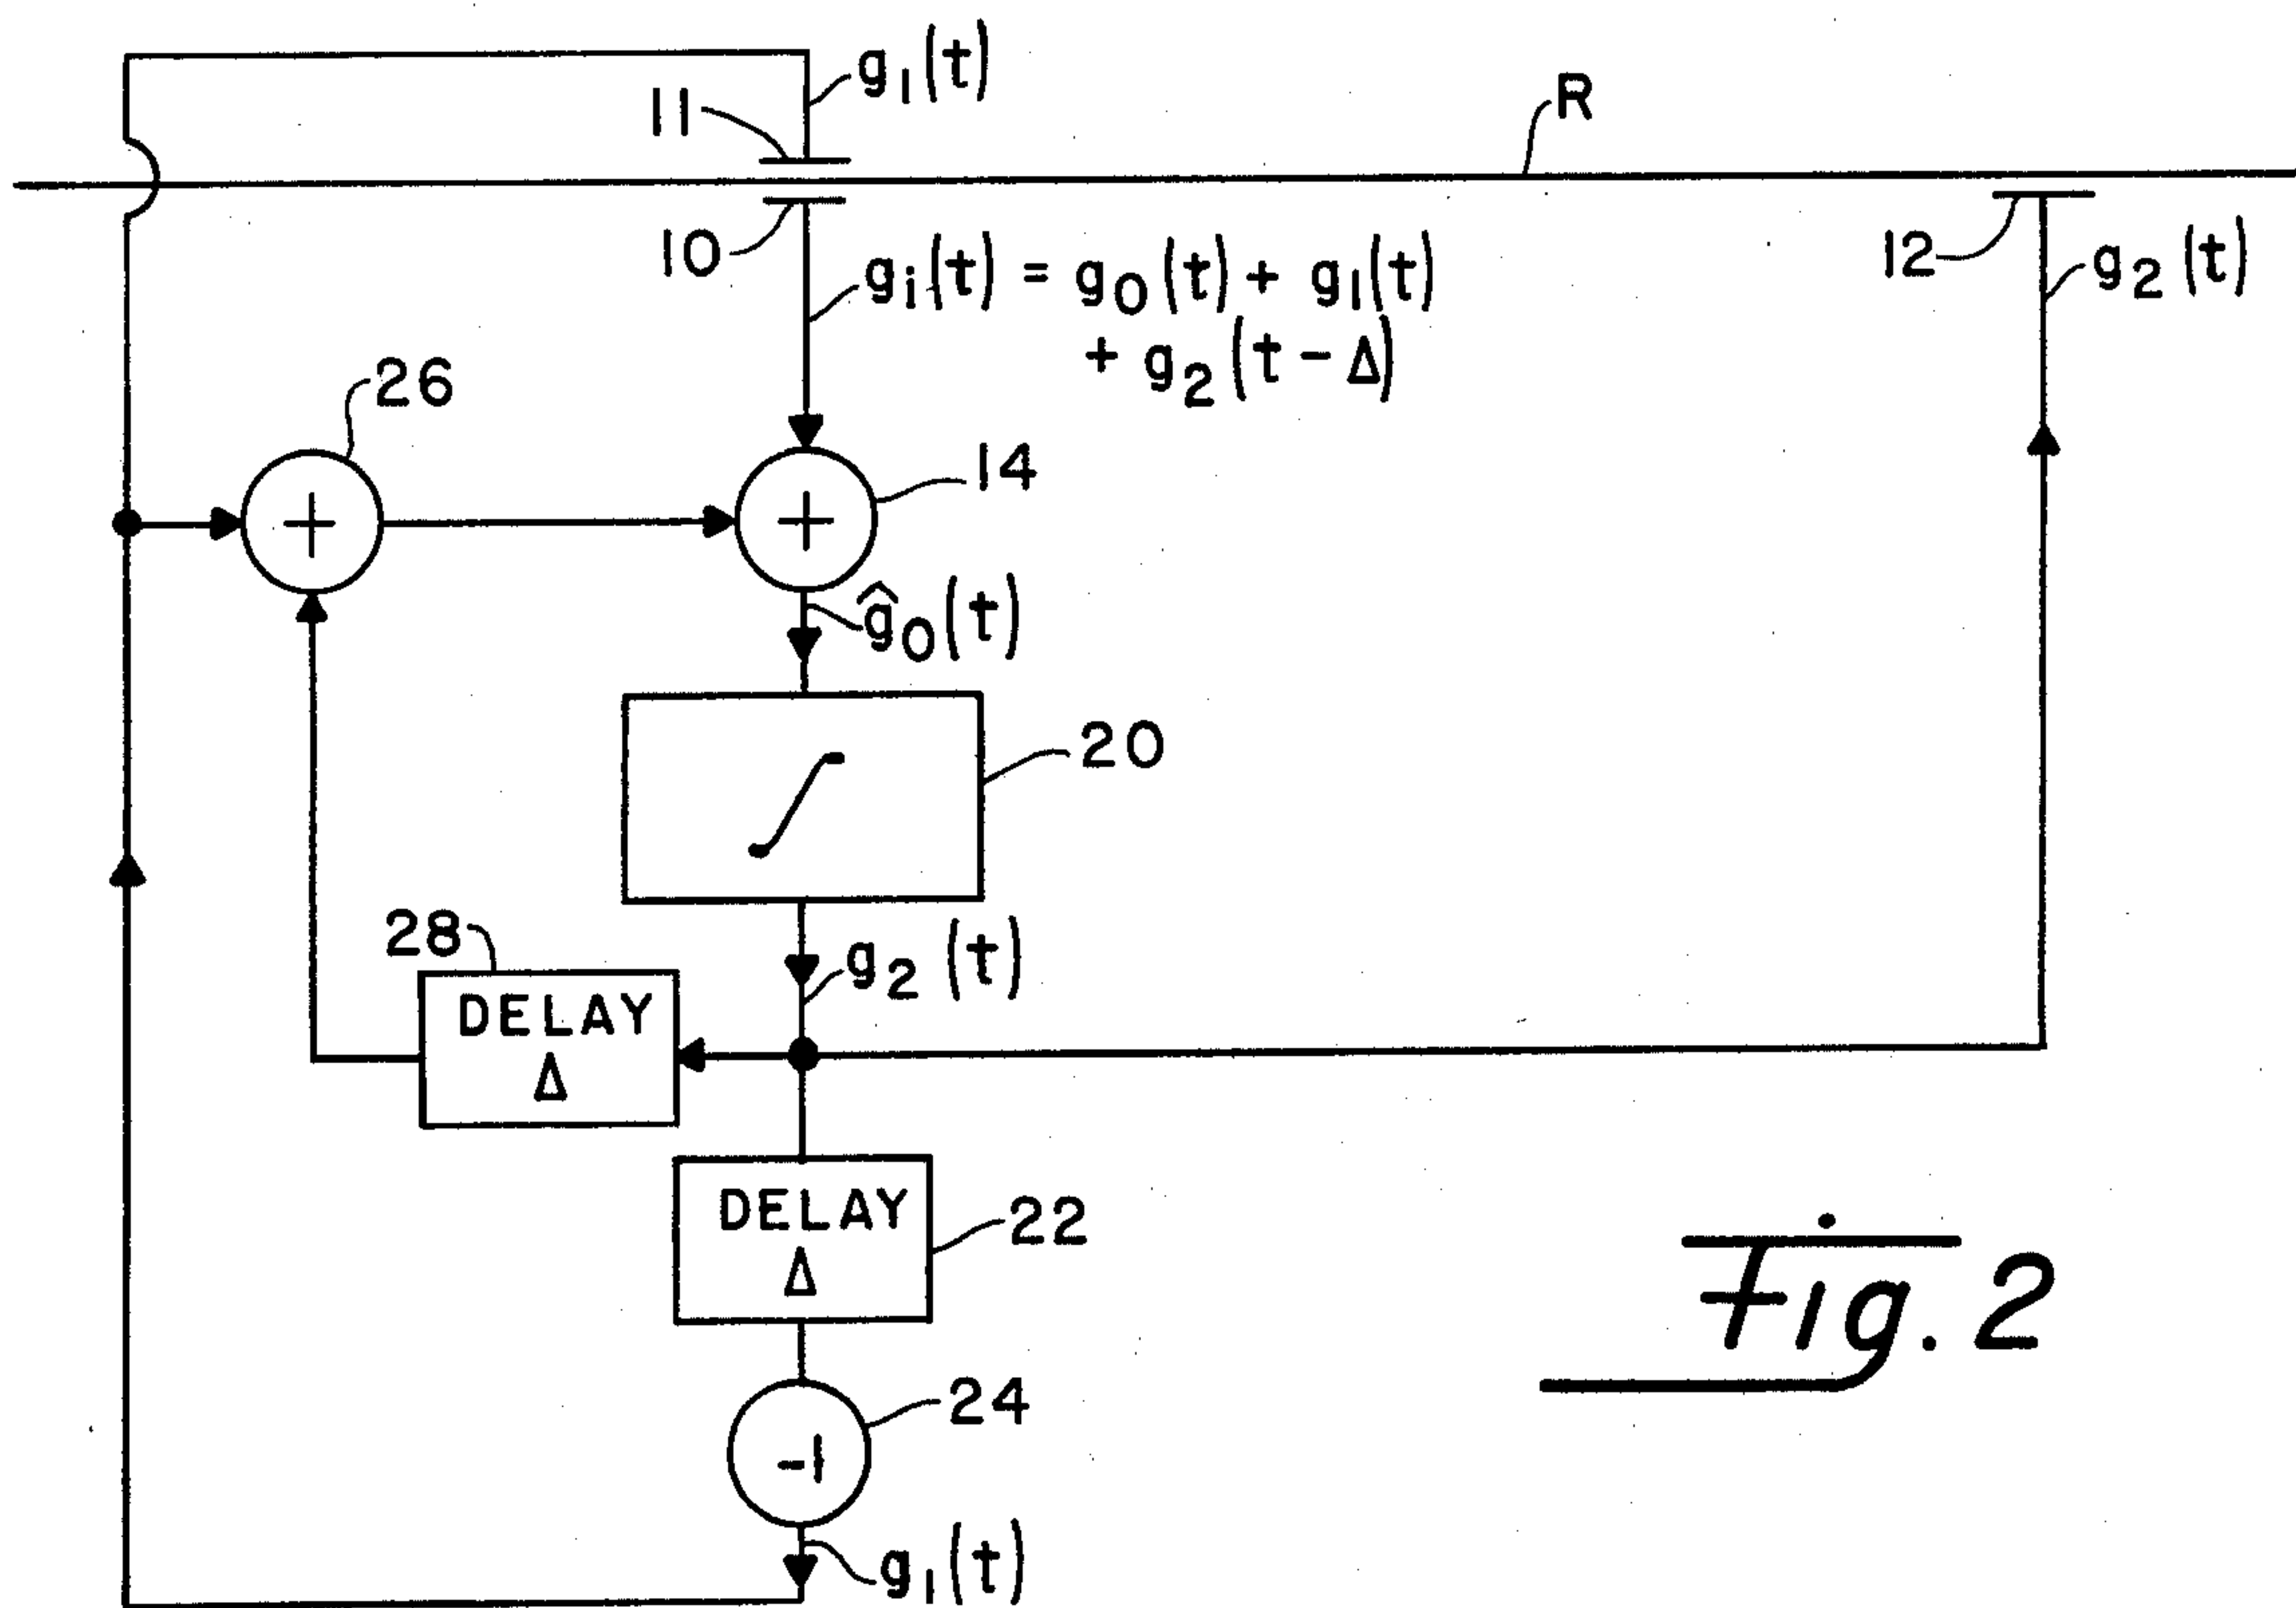 g₁(t)
11
R
10
gᵢ(t) = g₀(t) + g₁(t)
+ g₂(t - Δ)
12
g₂(t)
26
14
+
+
ĝ₀(t)
20
28
g₂(t)
DELAY
Δ
DELAY
Δ
22
24
-1
g₁(t)
Fig. 2